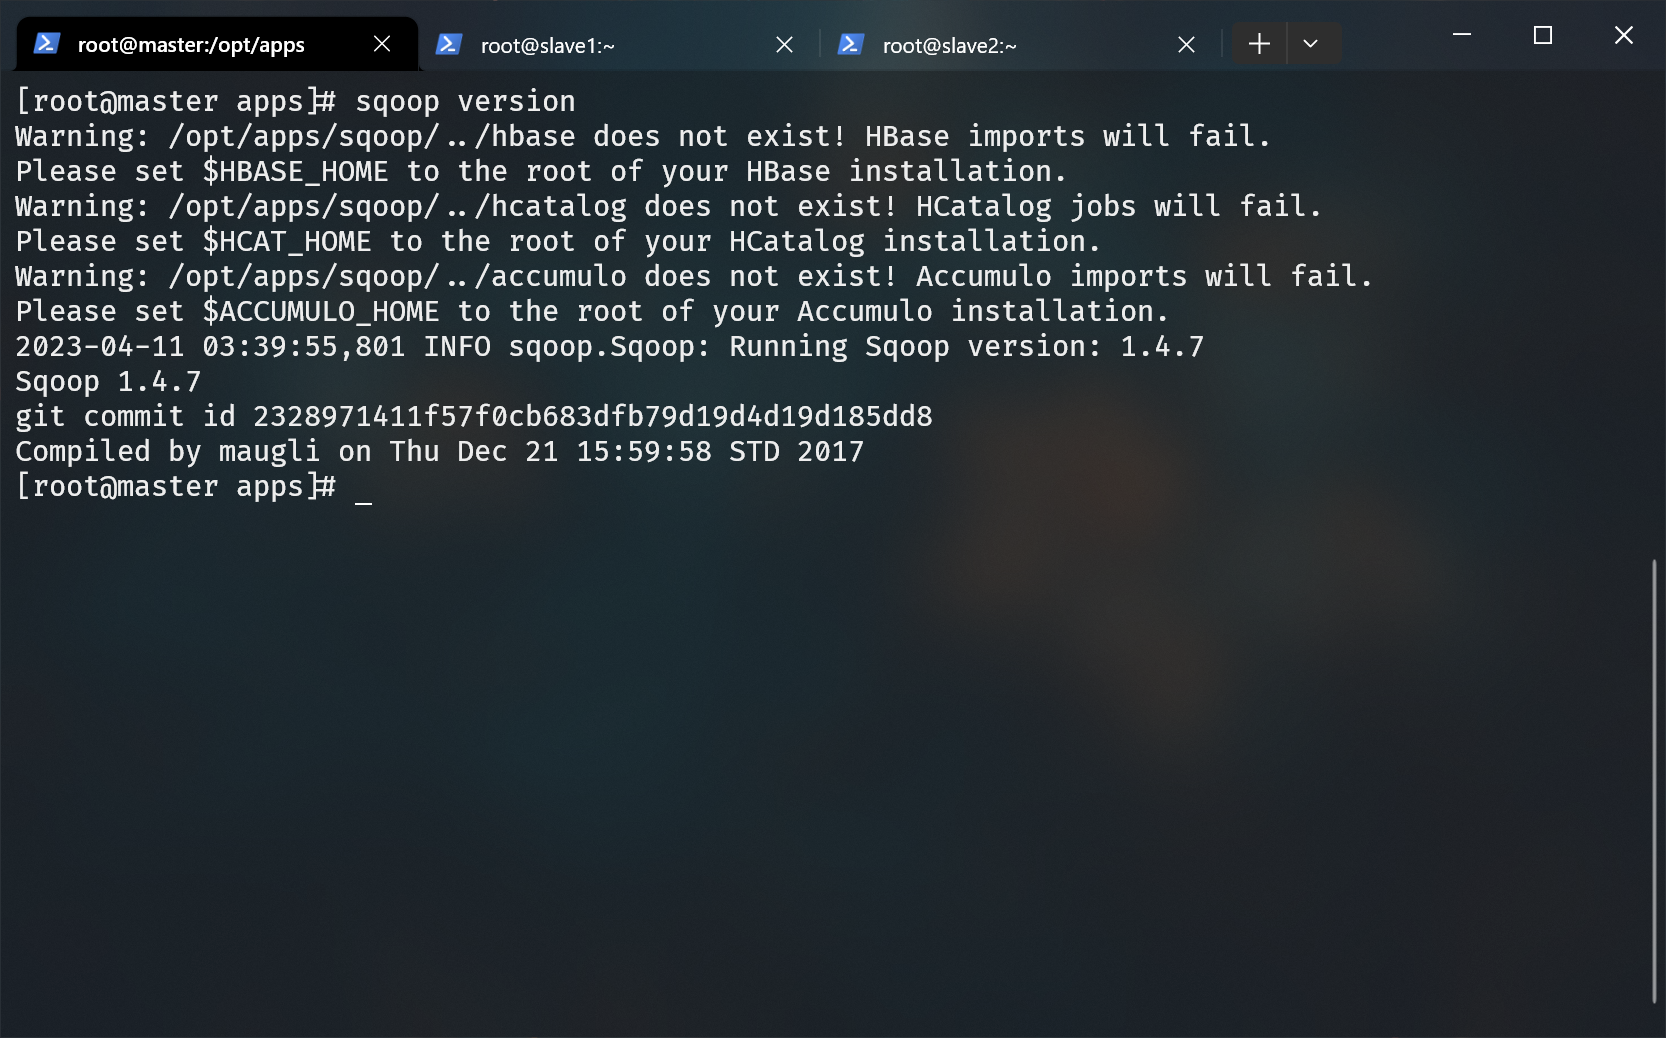 root@master:/opt/apps
root@slave1:~
root@slave2:~
[root@master apps]# sqoop version
Warning: /opt/apps/sqoop/../hbase does not exist! HBase imports will fail.
Please set $HBASE_HOME to the root of your HBase installation.
Warning: /opt/apps/sqoop/../hcatalog does not exist! HCatalog jobs will fail.
Please set $HCAT_HOME to the root of your HCatalog installation.
Warning: /opt/apps/sqoop/../accumulo does not exist! Accumulo imports will fail.
Please set $ACCUMULO_HOME to the root of your Accumulo installation.
2023-04-11 03:39:55,801 INFO sqoop.Sqoop: Running Sqoop version: 1.4.7
Sqoop 1.4.7
git commit id 2328971411f57f0cb683dfb79d19d4d19d185dd8
Compiled by maugli on Thu Dec 21 15:59:58 STD 2017
[root@master apps]# _